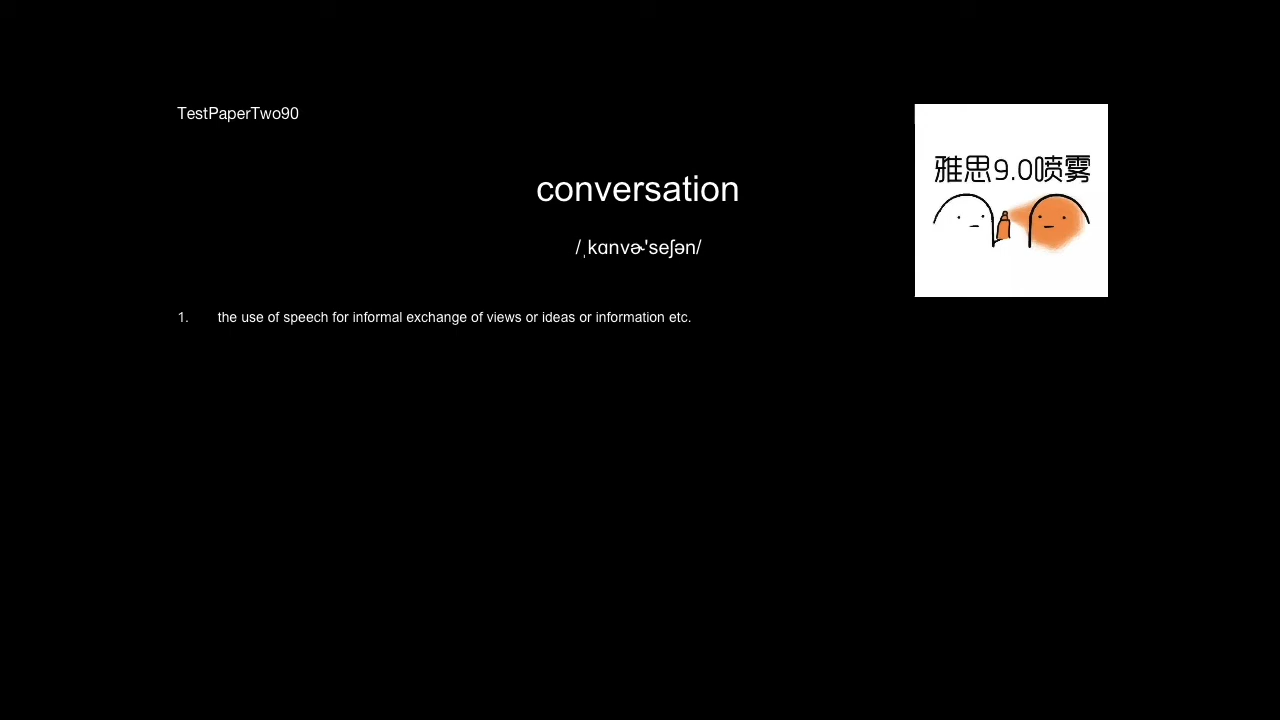 TestPaperTwo90
雅思9.0喷雾
conversation
/ˌkɑnvɚ'seʃən/
1. the use of speech for informal exchange of views or ideas or information etc.